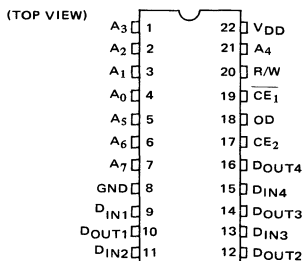 (TOP VIEW)
A3 1 22 VDD
A2 2 21 A4
A1 3 20 R/W
A0 4 19 CE1
A5 5 18 OD
A6 6 17 CE2
A7 7 16 DOUT4
GND 8 15 DIN4
DIN1 9 14 DOUT3
DOUT1 10 13 DIN3
DIN2 11 12 DOUT2